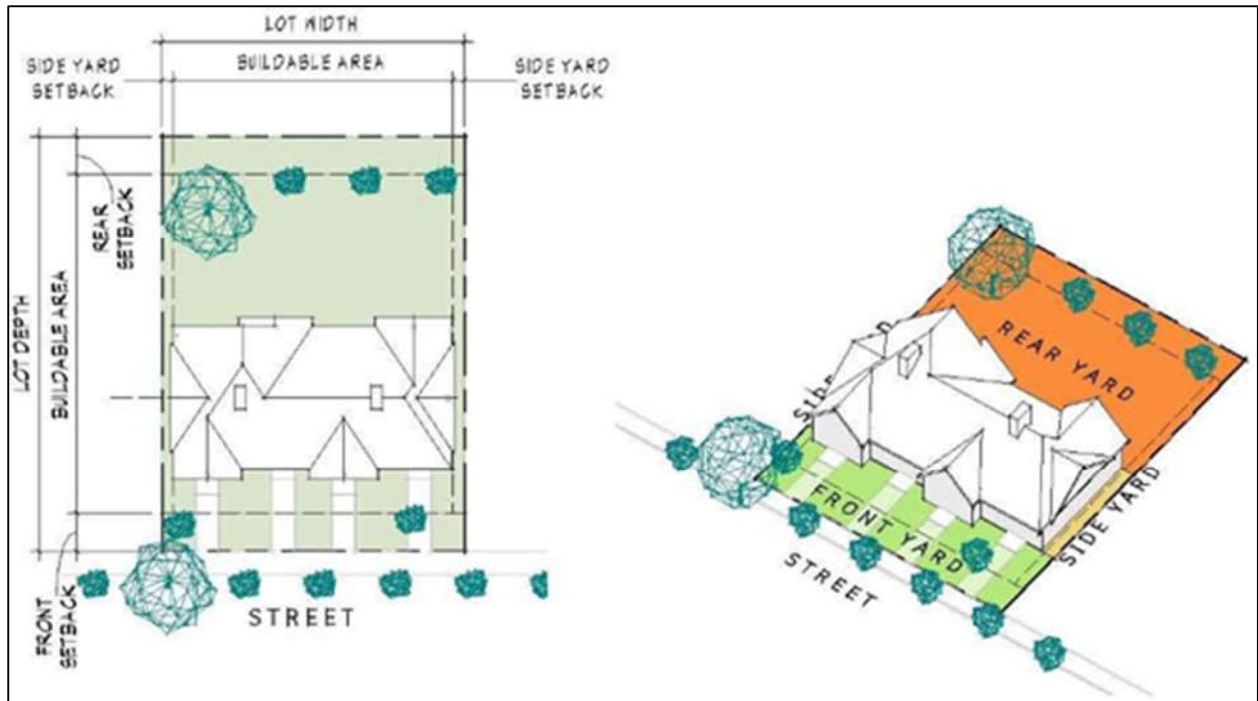 LOT WIDTH
BUILDABLE AREA
SIDE YARD
SETBACK
SIDE YARD
SETBACK
REAR
SETBACK
LOT DEPTH
BUILDABLE AREA
FRONT
SETBACK
STREET
REAR YARD
SIDE
FRONT YARD
SIDE YARD
STREET